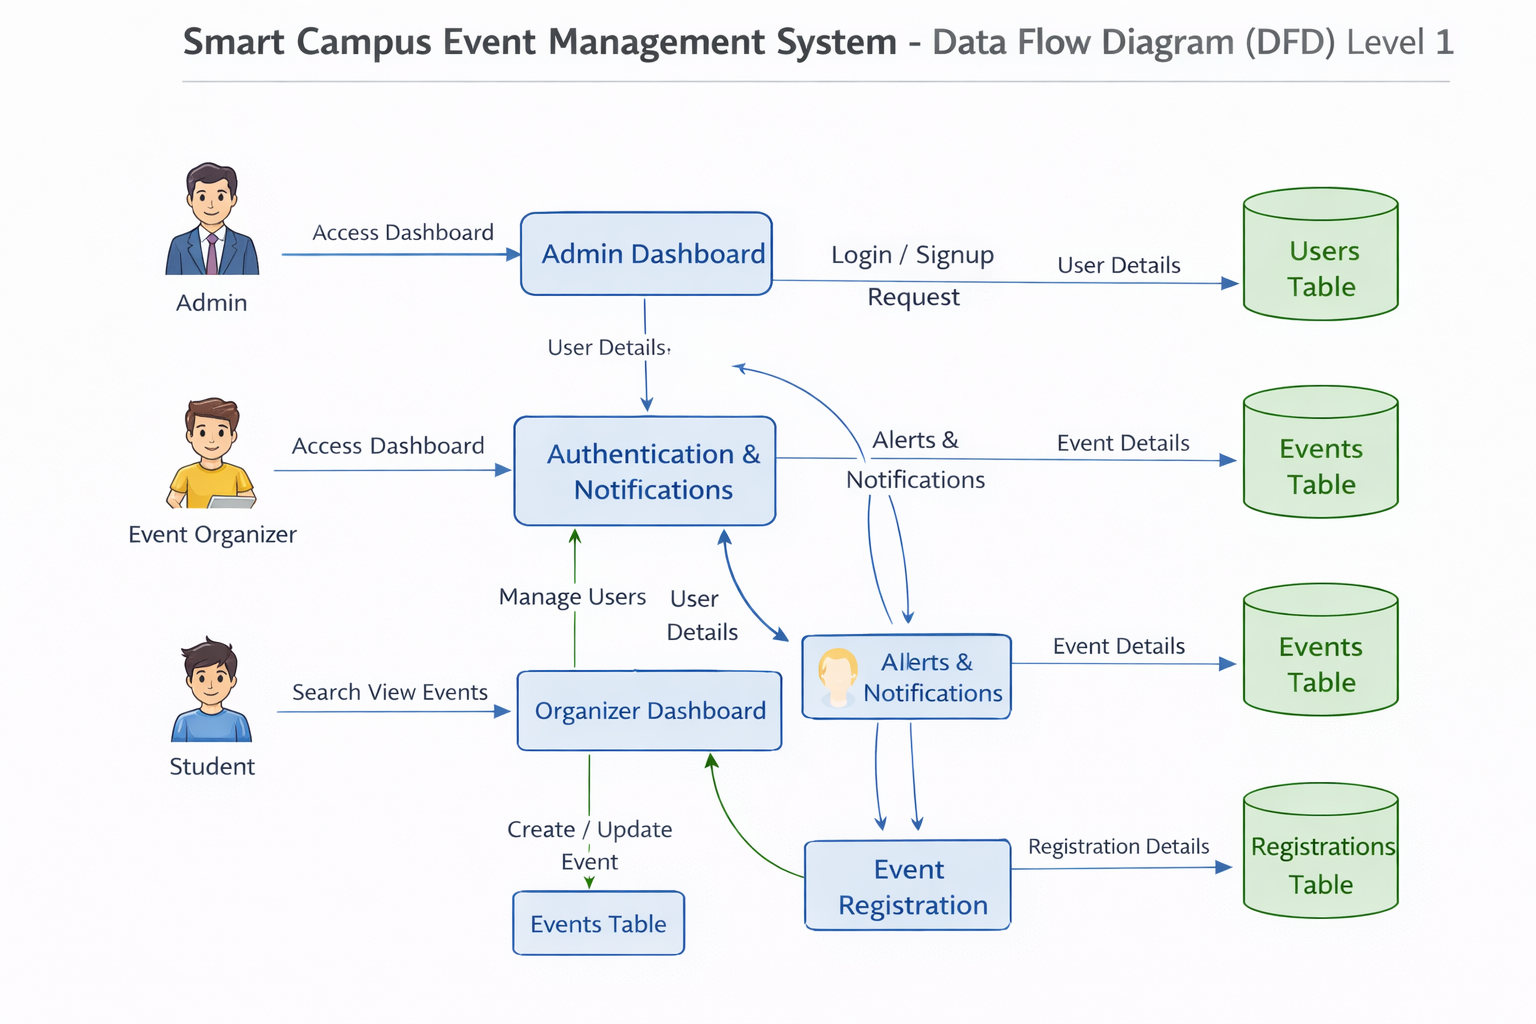 Smart Campus Event Management System - Data Flow Diagram (DFD) Level 1
Access Dashboard
Admin Dashboard
Login / Signup
Request
User Details
Users
Table
Admin
User Details
Access Dashboard
Authentication &
Notifications
Alerts &
Notifications
Event Details
Events
Table
Event Organizer
Manage Users
User
Details
Search View Events
Organizer Dashboard
Alerts &
Notifications
Event Details
Events
Table
Student
Create / Update
Event
Events Table
Event
Registration
Registration Details
Registrations
Table